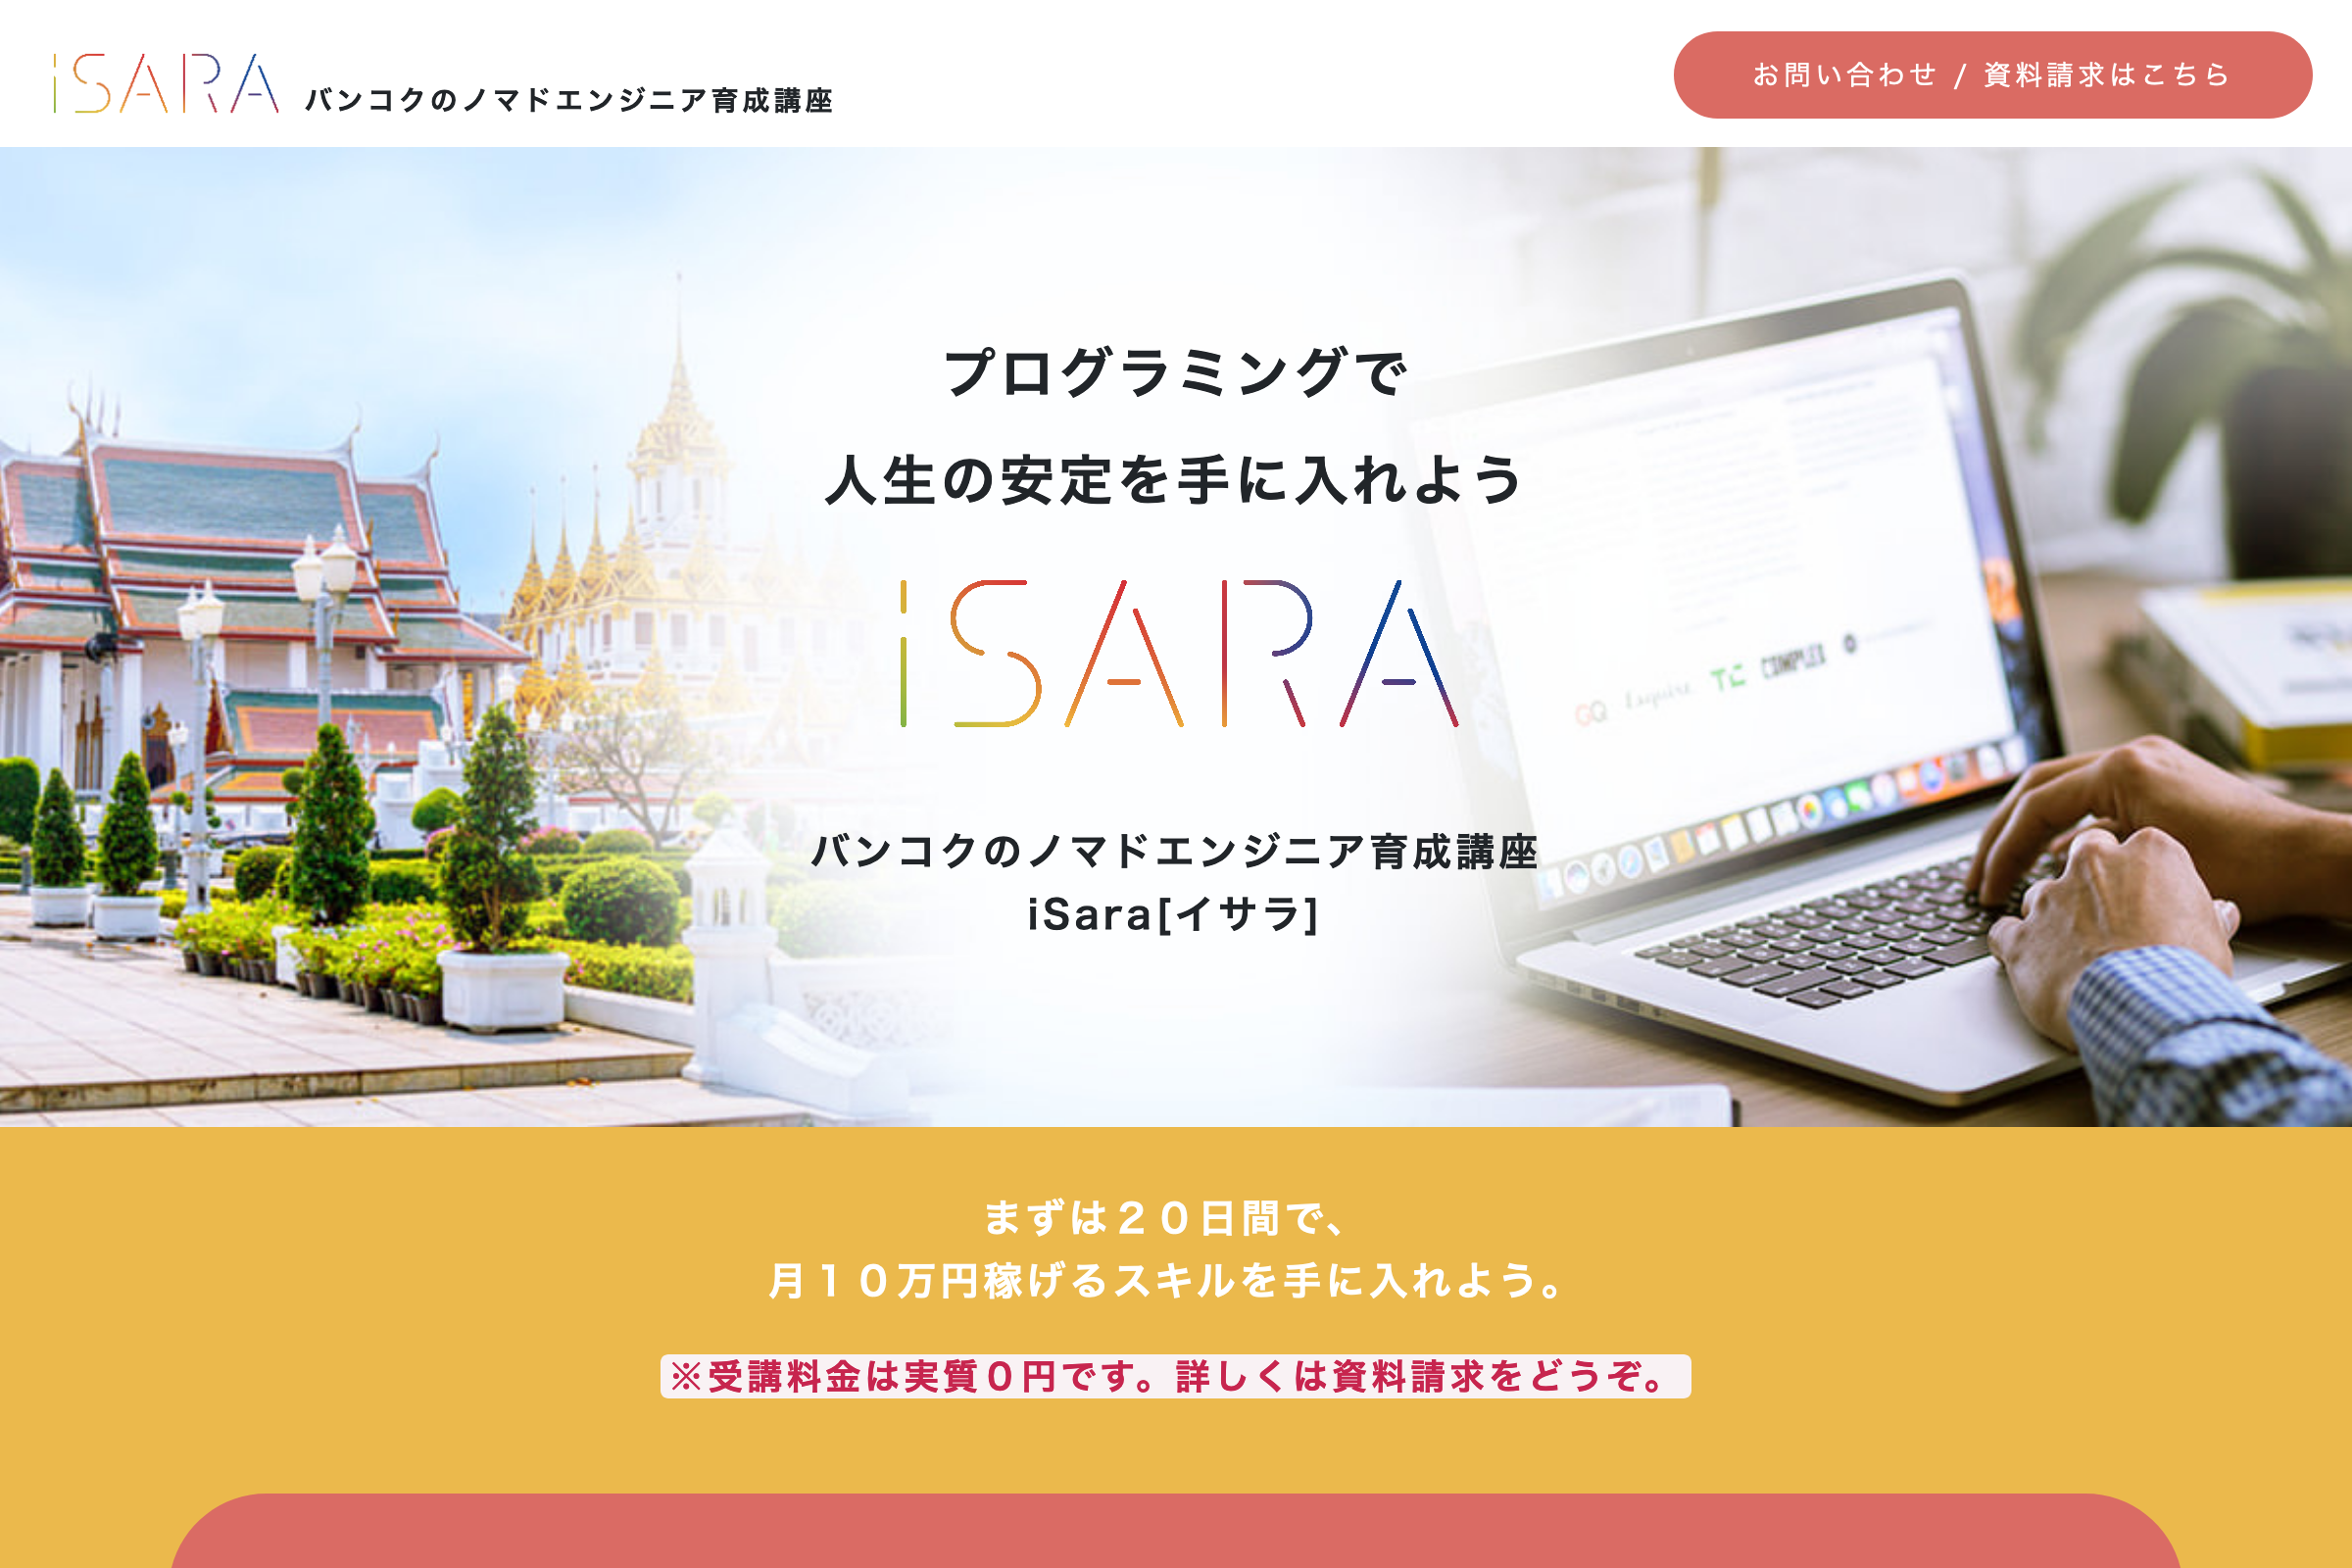 iSARA
バンコクのノマドエンジニア育成講座
お問い合わせ / 資料請求はこちら
プログラミングで
人生の安定を手に入れよう
iSARA
バンコクのノマドエンジニア育成講座
iSara[イサラ]
GQ
Esquire
TC
COMPLEX
まずは２０日間で、
月１０万円稼げるスキルを手に入れよう。
※受講料金は実質０円です。詳しくは資料請求をどうぞ。